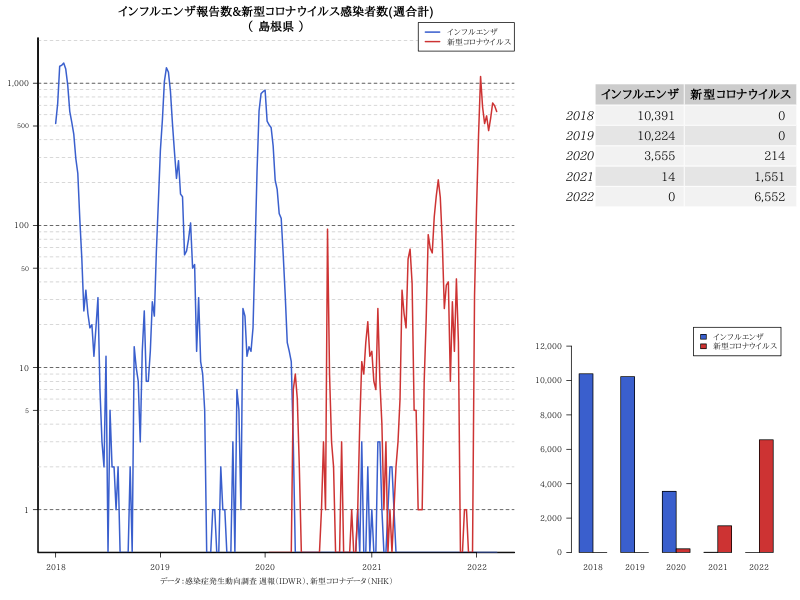 インフルエンザ報告数&新型コロナウイルス感染者数(週合計)
( 島根県 )
インフルエンザ
新型コロナウイルス
1,000
500
100
50
10
5
1
2018 2019 2020 2021 2022
データ:感染症発生動向調査 週報(IDWR), 新型コロナデータ(NHK)
インフルエンザ 新型コロナウイルス
2018 10,391 0
2019 10,224 0
2020 3,555 214
2021 14 1,551
2022 0 6,552
インフルエンザ
新型コロナウイルス
12,000
10,000
8,000
6,000
4,000
2,000
0
2018 2019 2020 2021 2022